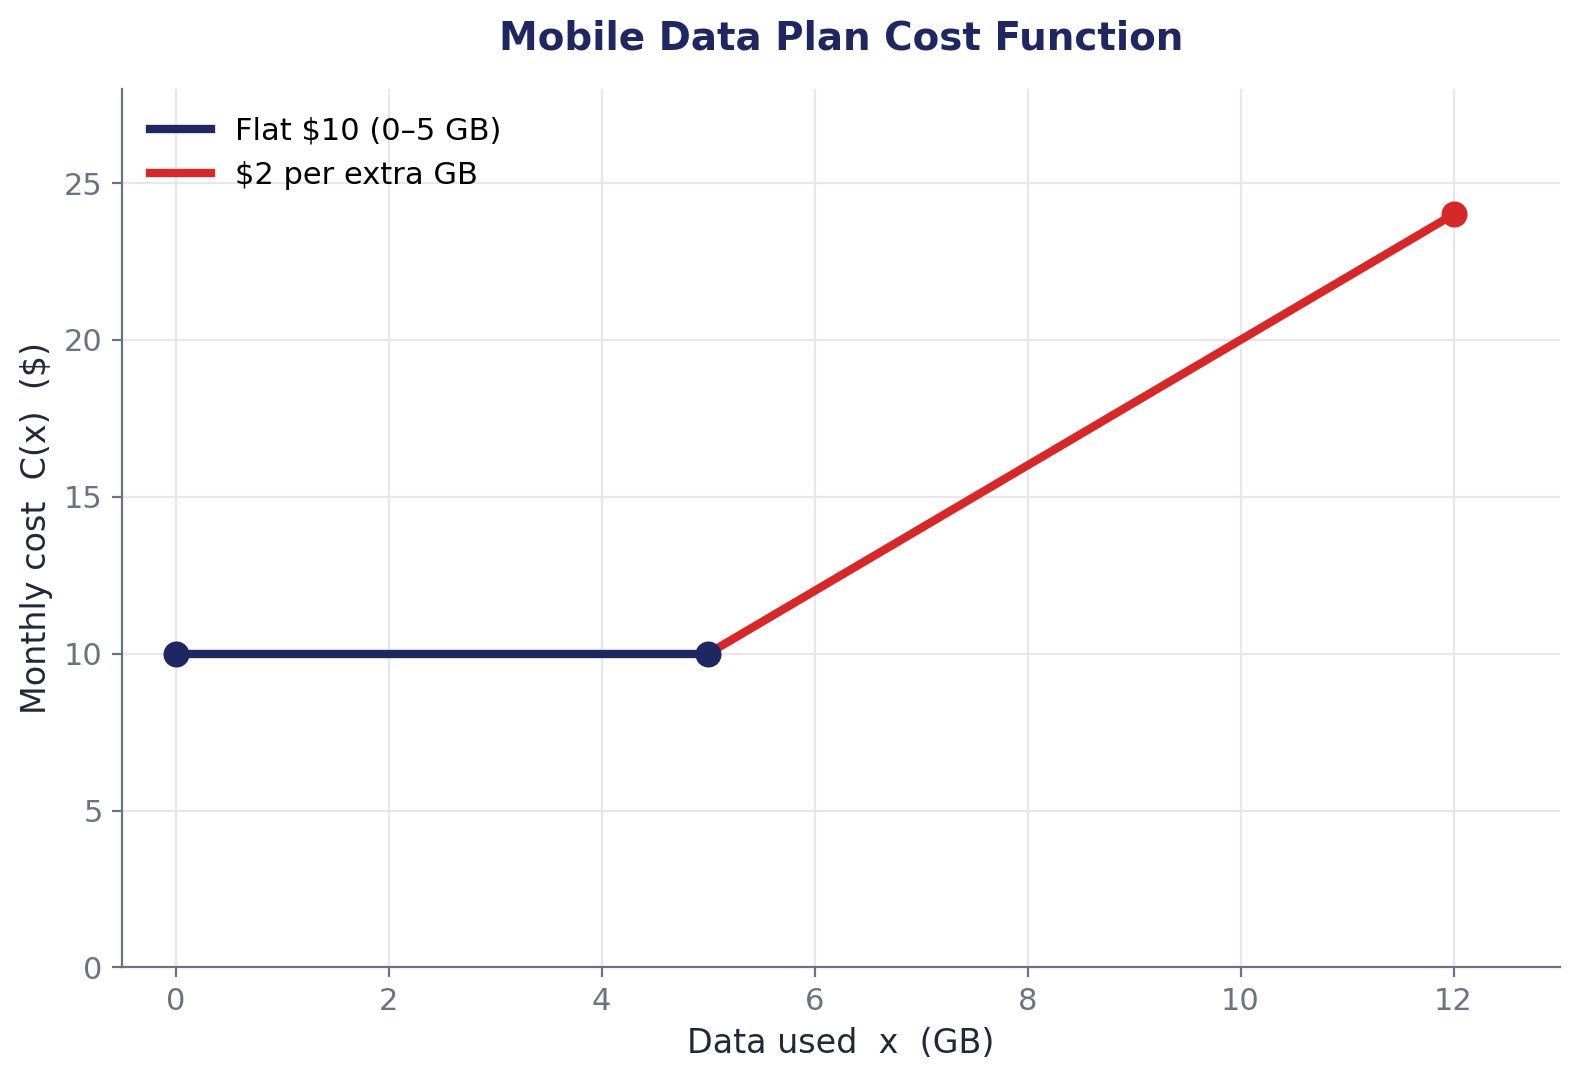 Mobile Data Plan Cost Function
Flat $10 (0–5 GB)
$2 per extra GB
Monthly cost C(x) ($)
25
20
15
10
5
0
0 2 4 6 8 10 12
Data used x (GB)